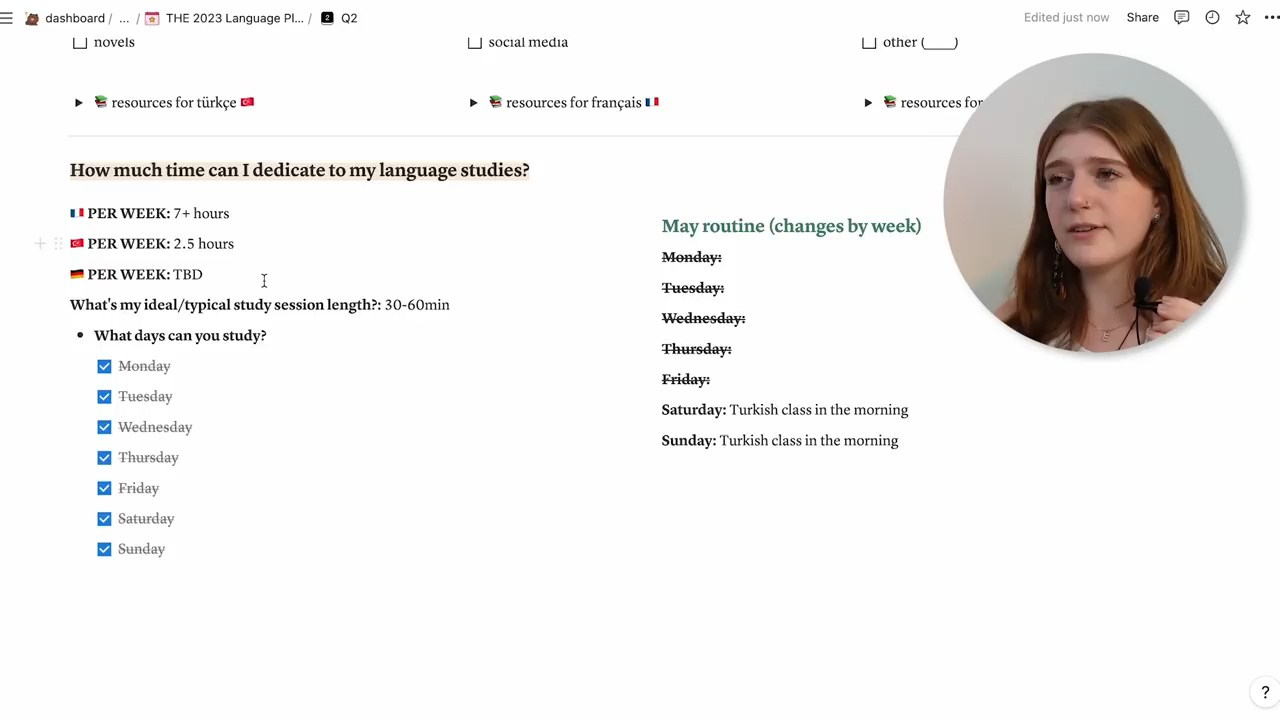 dashboard / ... / THE 2023 Language Pl... / 2 Q2
Edited just now Share
novels
social media
other (____)
resources for türkçe
resources for français
resources for
How much time can I dedicate to my language studies?
PER WEEK: 7+ hours
PER WEEK: 2.5 hours
PER WEEK: TBD
What's my ideal/typical study session length?: 30-60min
What days can you study?
Monday
Tuesday
Wednesday
Thursday
Friday
Saturday
Sunday
May routine (changes by week)
Monday:
Tuesday:
Wednesday:
Thursday:
Friday:
Saturday: Turkish class in the morning
Sunday: Turkish class in the morning
?